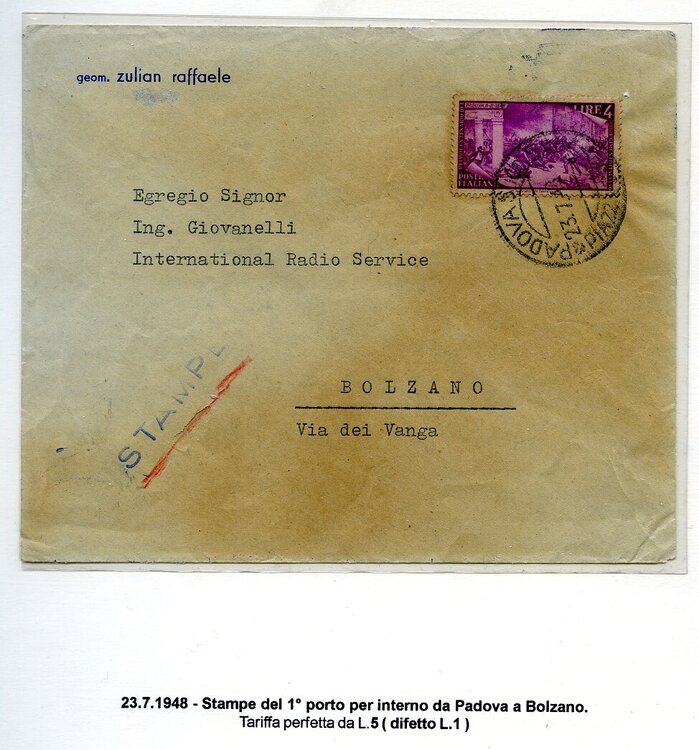 geom. zulian raffaele
LIRE 4
POSTE
ITALIANE
PADOVA
23.7
PIAZZ
Egregio Signor
Ing. Giovanelli
International Radio Service
STAMPE
BOLZANO
Via dei Vanga
23.7.1948 - Stampe del 1° porto per interno da Padova a Bolzano.
Tariffa perfetta da L.5 ( difetto L.1 )